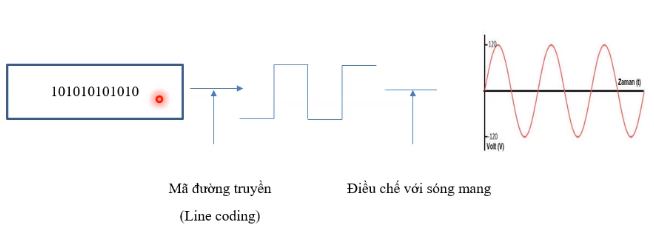 101010101010
120
Zaman (t)
-120
Volt (V)
Mã đường truyền
(Line coding)
Điều chế với sóng mang